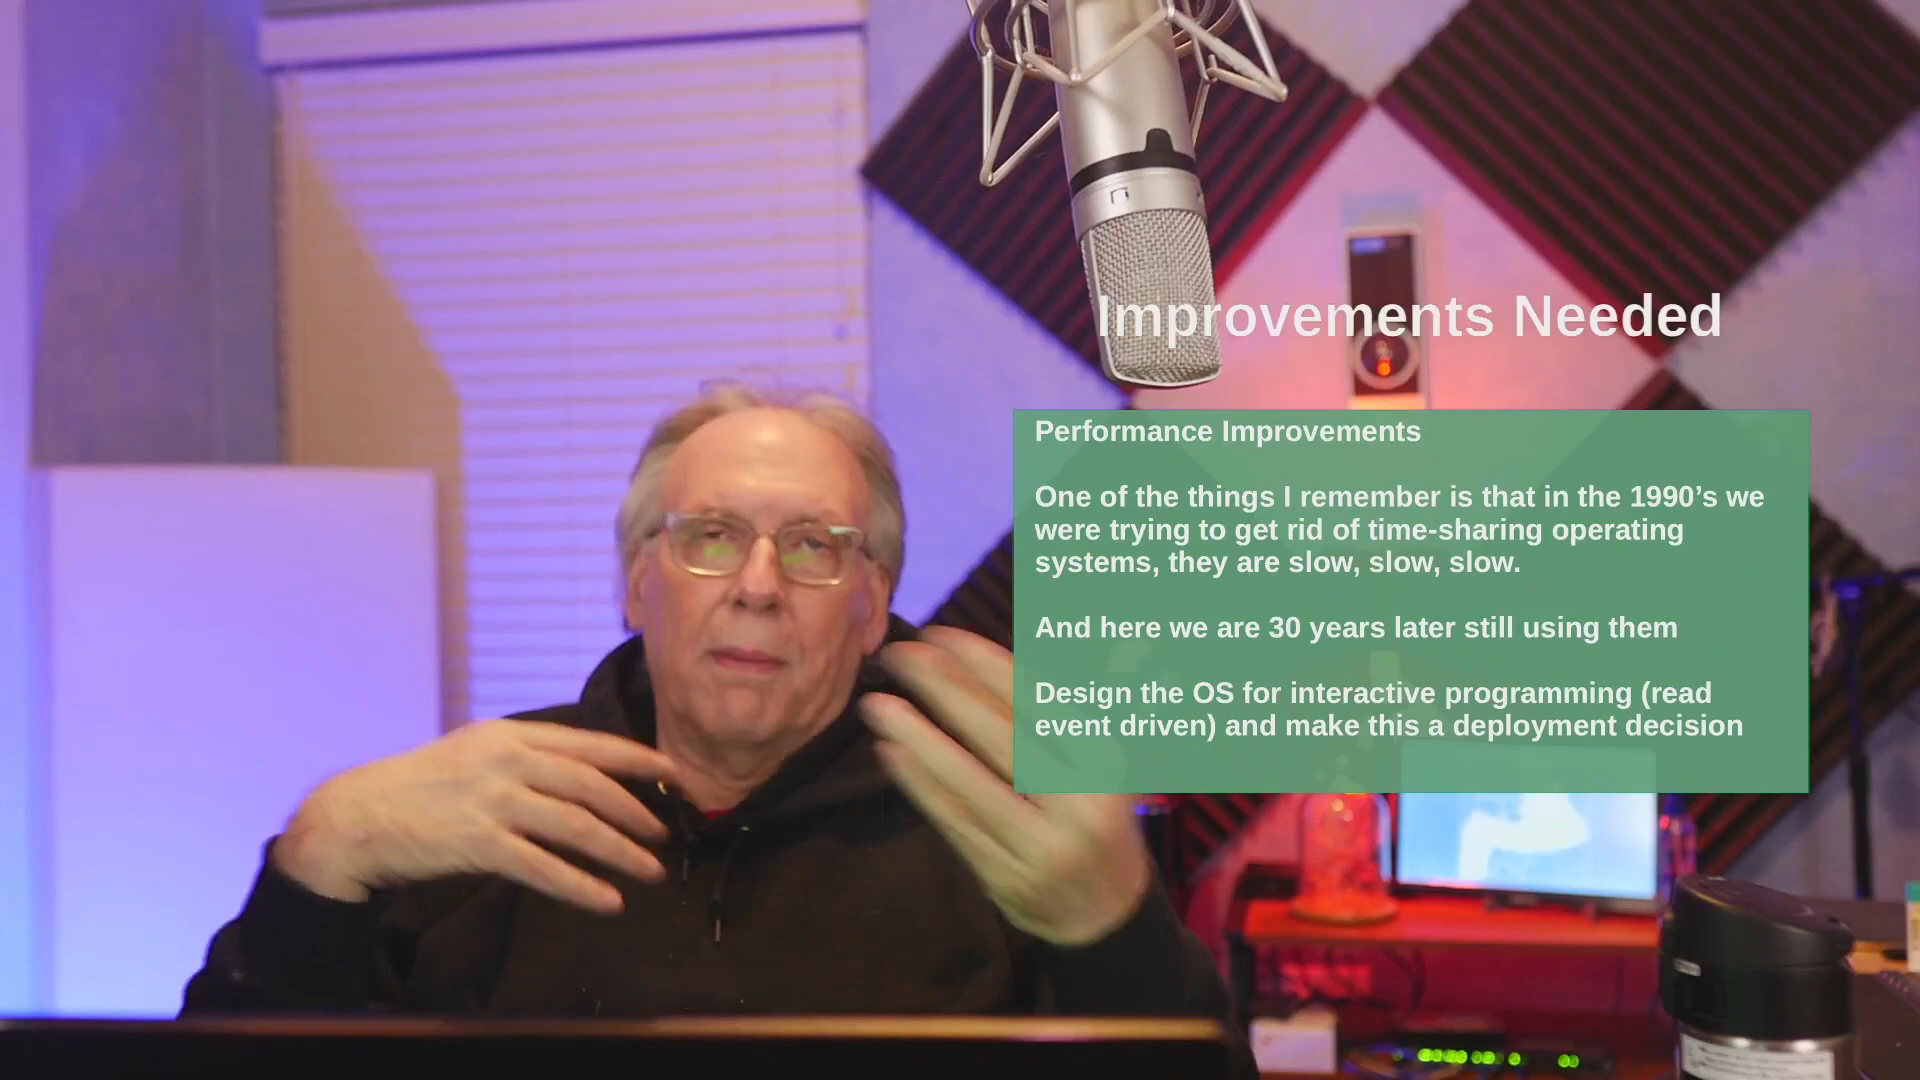 Improvements Needed
Performance Improvements
One of the things I remember is that in the 1990’s we
were trying to get rid of time-sharing operating
systems, they are slow, slow, slow.
And here we are 30 years later still using them
Design the OS for interactive programming (read
event driven) and make this a deployment decision